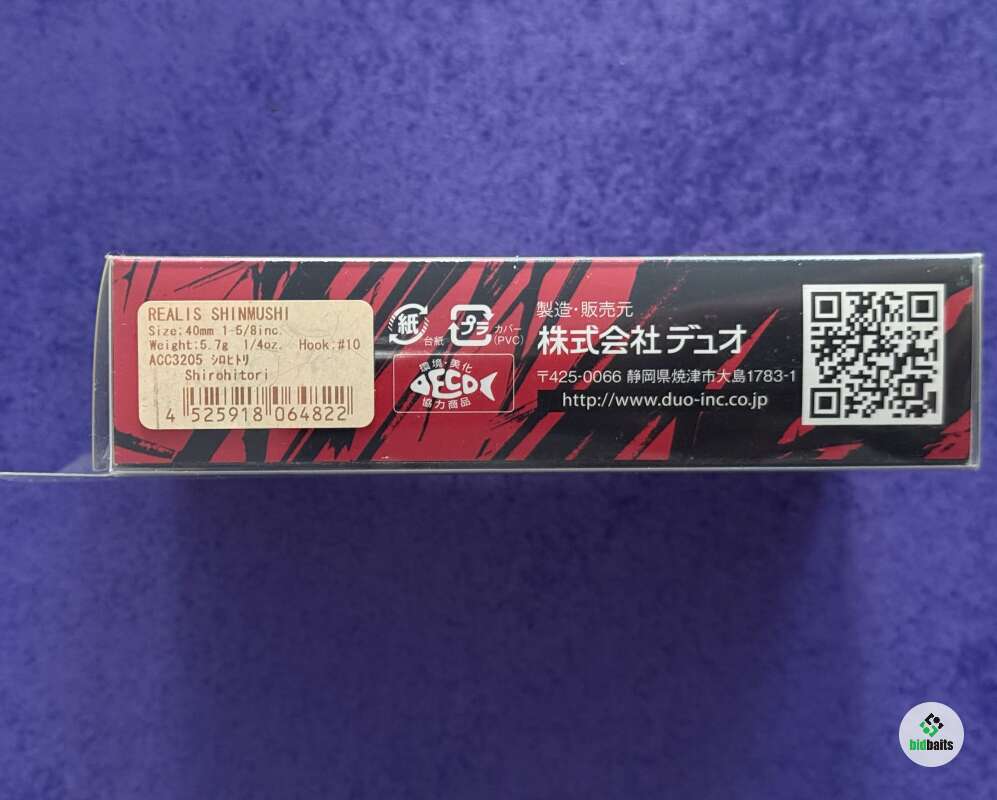 REALIS SHINMUSHI
Size:40mm 1-5/8inc.
Weight:5.7g 1/4oz. Hook:#10
ACC3205 シロヒトリ
Shirohitori
4 525918 064822
紙
台紙
プラ
カバー
(PVC)
環境・美化
ECO
協力商品
製造・販売元
株式会社デュオ
〒425-0066 静岡県焼津市大島1783-1
http://www.duo-inc.co.jp
bidbaits